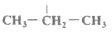 CH₃ — CH₂ — CH₃